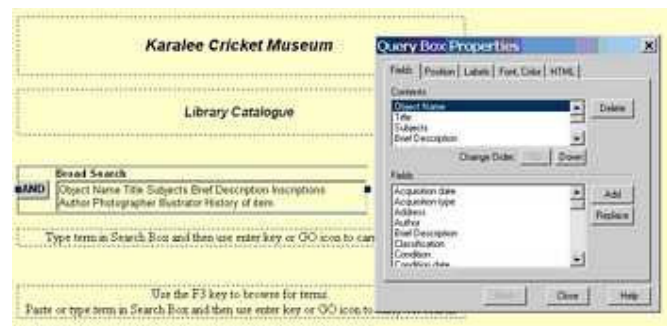 Karalee Cricket Museum
Library Catalogue
AND
Broad Search
Object Name Title Subjects Brief Description Inscriptions
Author Photographer Illustrator History of item
Type term in Search Box and then use enter key or GO icon to
Use the F3 key to browse for terms
Paste or type term in Search Box and then use enter key or GO icon to
Query Box Properties
Fields Position Labels Font, Color HTML
Contents
Object Name
Title
Subjects
Brief Description
Delete
Change Order: Down
Fields
Acquisition date
Acquisition type
Address
Author
Brief Description
Classification
Condition
Condition date
Add
Replace
Close Help